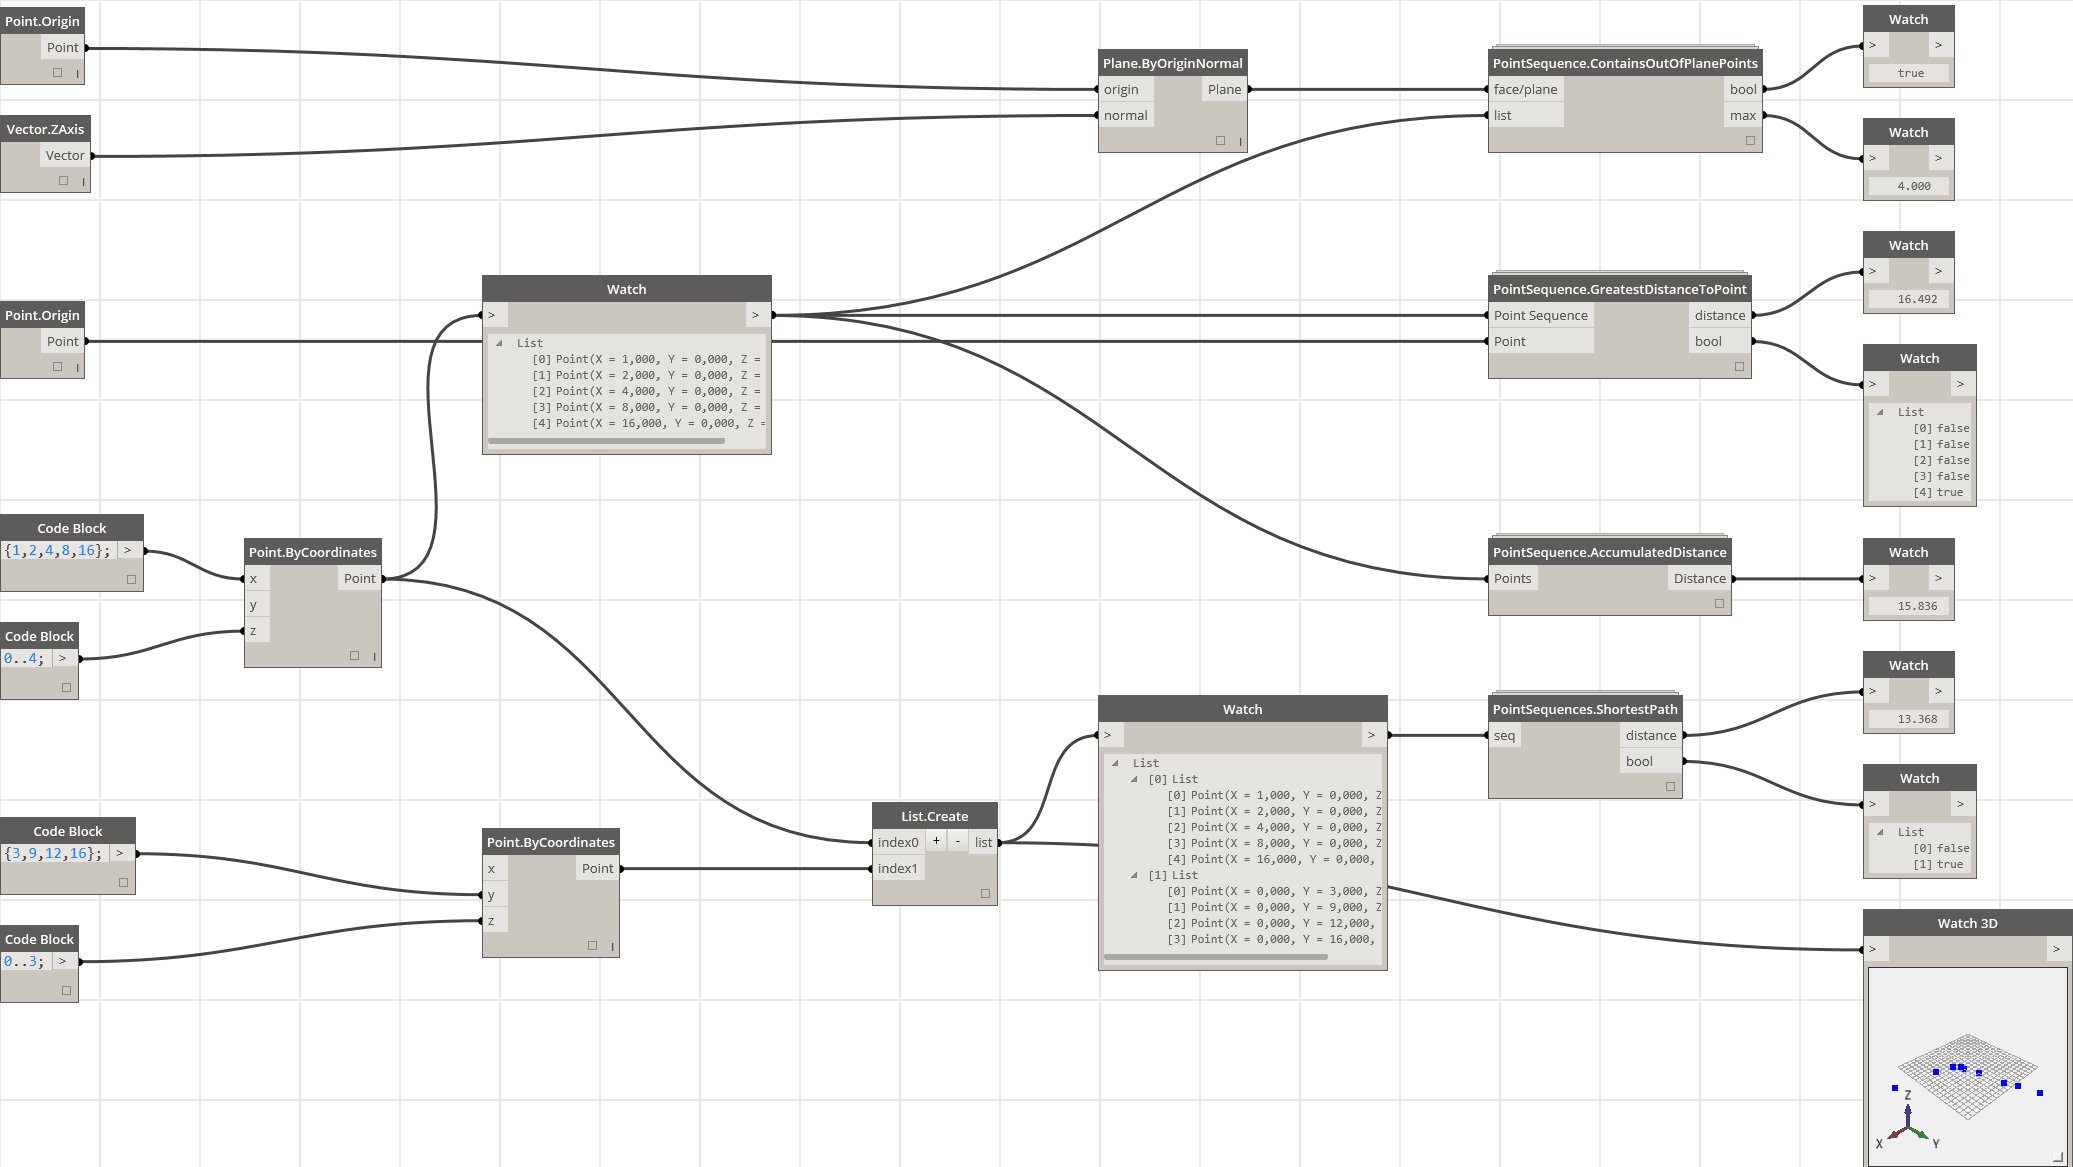 Point.Origin
Point
Vector.ZAxis
Vector
Point.Origin
Point
Code Block
{1,2,4,8,16}; >
Code Block
0..4; >
Code Block
{3,9,12,16}; >
Code Block
0..3; >
Point.ByCoordinates
x Point
y
z
Watch
> >
List
[0] Point(X = 1,000, Y = 0,000, Z =
[1] Point(X = 2,000, Y = 0,000, Z =
[2] Point(X = 4,000, Y = 0,000, Z =
[3] Point(X = 8,000, Y = 0,000, Z =
[4] Point(X = 16,000, Y = 0,000, Z =
Point.ByCoordinates
x Point
y
z
List.Create
index0 + - list
index1
Plane.ByOriginNormal
origin Plane
normal
Watch
> >
List
[0] List
[0] Point(X = 1,000, Y = 0,000, Z
[1] Point(X = 2,000, Y = 0,000, Z
[2] Point(X = 4,000, Y = 0,000, Z
[3] Point(X = 8,000, Y = 0,000, Z
[4] Point(X = 16,000, Y = 0,000,
[1] List
[0] Point(X = 0,000, Y = 3,000, Z
[1] Point(X = 0,000, Y = 9,000, Z
[2] Point(X = 0,000, Y = 12,000,
[3] Point(X = 0,000, Y = 16,000,
PointSequence.ContainsOutOfPlanePoints
face/plane bool
list max
PointSequence.GreatestDistanceToPoint
Point Sequence distance
Point bool
PointSequence.AccumulatedDistance
Points Distance
PointSequences.ShortestPath
seq distance
bool
Watch
> >
true
Watch
> >
4.000
Watch
> >
16.492
Watch
> >
List
[0] false
[1] false
[2] false
[3] false
[4] true
Watch
> >
15.836
Watch
> >
13.368
Watch
> >
List
[0] false
[1] true
Watch 3D
> >
Z
X Y